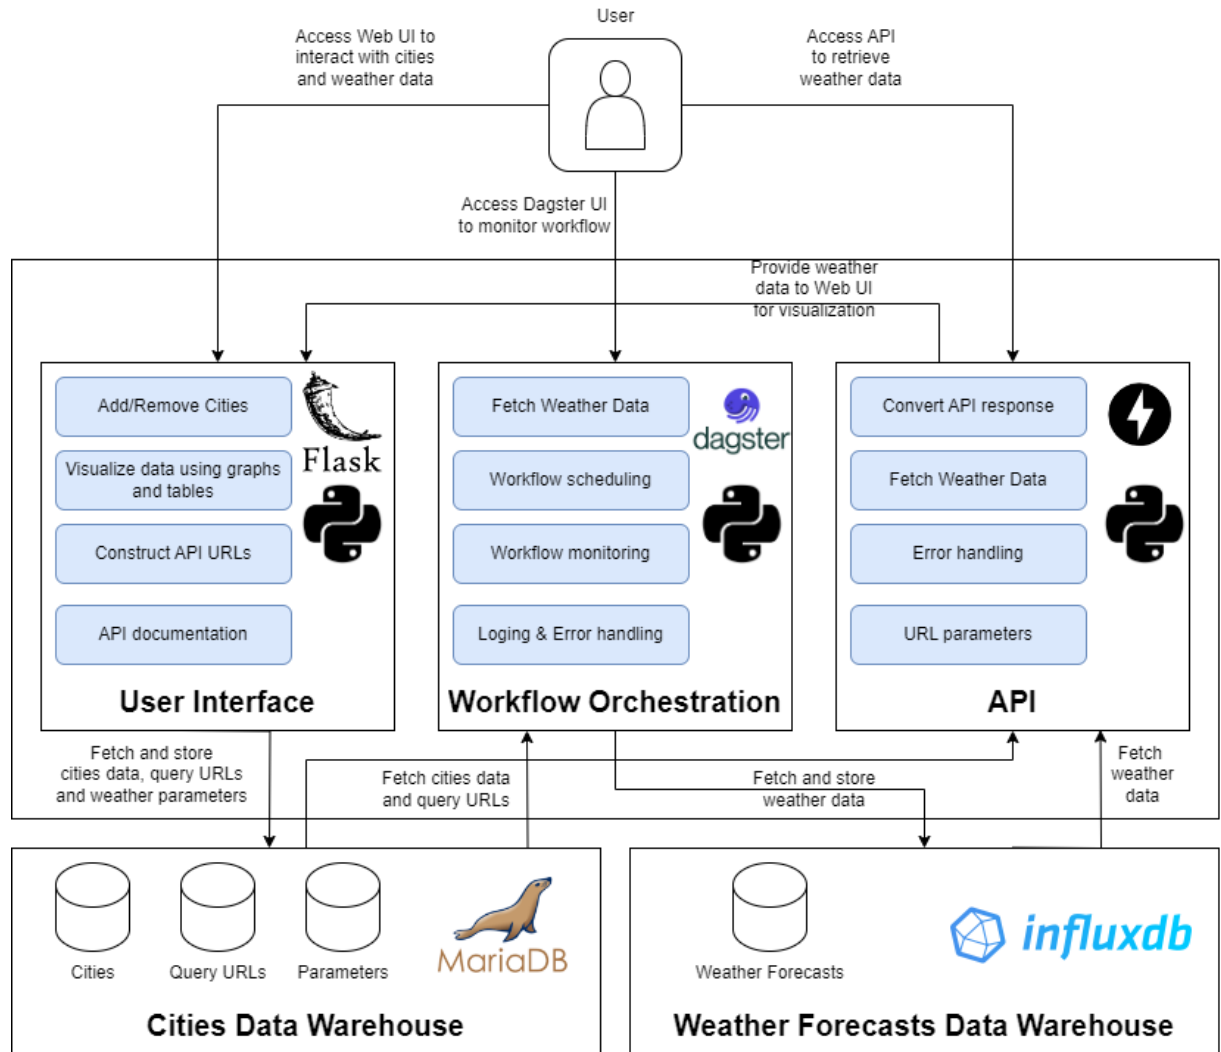 User
Access Web UI to
interact with cities
and weather data
Access API
to retrieve
weather data
Access Dagster UI
to monitor workflow
Provide weather
data to Web UI
for visualization
Add/Remove Cities
Visualize data using graphs
and tables
Construct API URLs
API documentation
Flask
User Interface
Fetch Weather Data
Workflow scheduling
Workflow monitoring
Loging & Error handling
dagster
Workflow Orchestration
Convert API response
Fetch Weather Data
Error handling
URL parameters
API
Fetch and store
cities data, query URLs
and weather parameters
Fetch cities data
and query URLs
Fetch and store
weather data
Fetch
weather
data
Cities
Query URLs
Parameters
MariaDB
Cities Data Warehouse
Weather Forecasts
influxdb
Weather Forecasts Data Warehouse